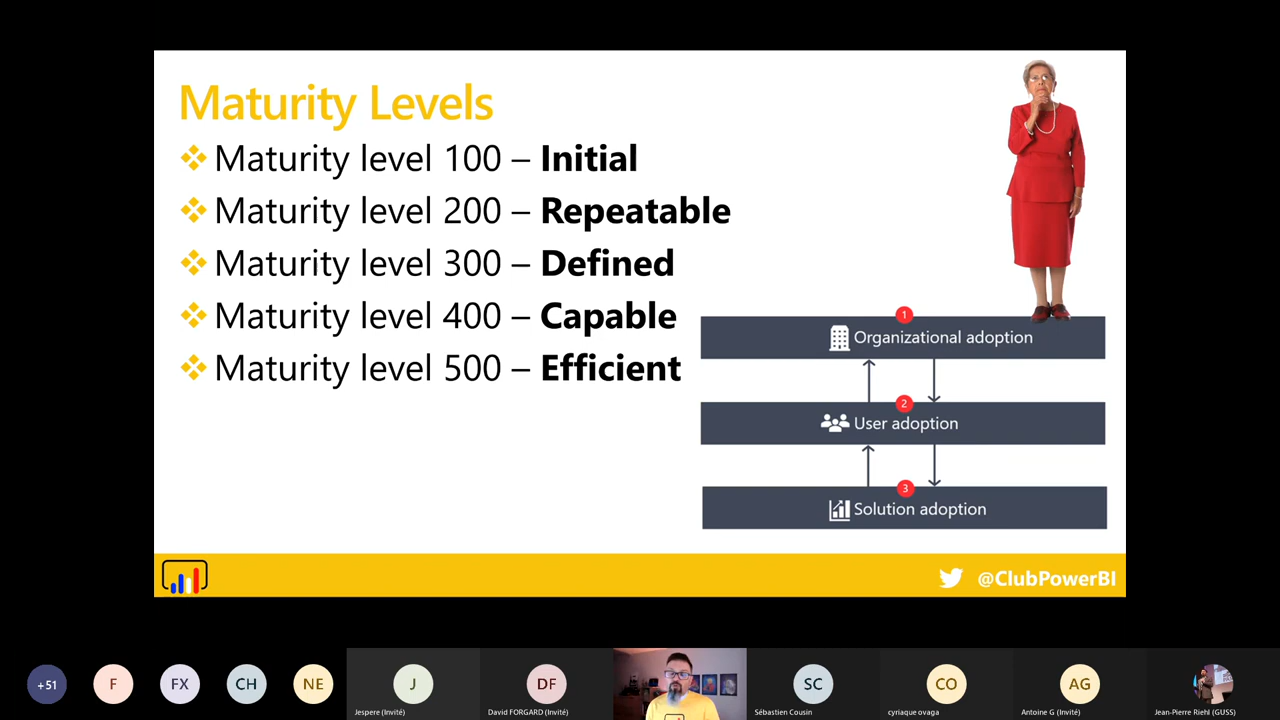 Maturity Levels
Maturity level 100 – Initial
Maturity level 200 – Repeatable
Maturity level 300 – Defined
Maturity level 400 – Capable
Maturity level 500 – Efficient
1
Organizational adoption
2
User adoption
3
Solution adoption
@ClubPowerBI
+51
F
FX
CH
NE
J
Jespere (Invité)
DF
David FORGARD (Invité)
SC
Sébastien Cousin
CO
cyriaque ovaga
AG
Antoine G (Invité)
Jean-Pierre Riehl (GUSS)